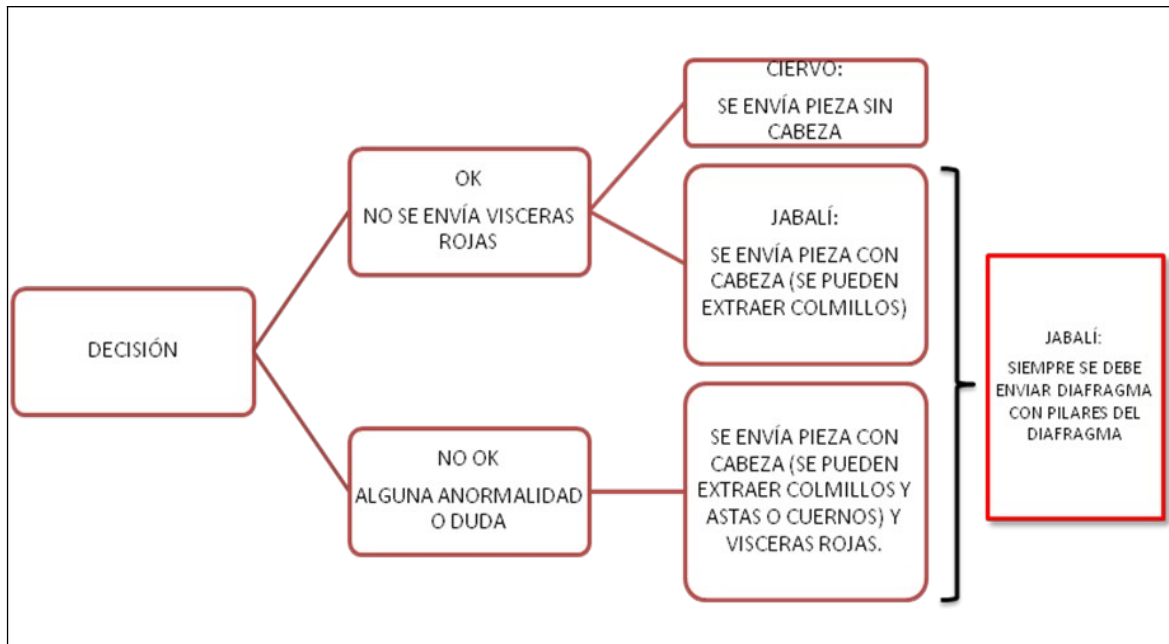 DECISIÓN
OK
NO SE ENVÍA VISCERAS
ROJAS
NO OK
ALGUNA ANORMALIDAD
O DUDA
CIERVO:
SE ENVÍA PIEZA SIN
CABEZA
JABALÍ:
SE ENVÍA PIEZA CON
CABEZA (SE PUEDEN
EXTRAER COLMILLOS)
SE ENVÍA PIEZA CON
CABEZA (SE PUEDEN
EXTRAER COLMILLOS Y
ASTAS O CUERNOS) Y
VISCERAS ROJAS.
JABALÍ:
SIEMPRE SE DEBE
ENVIAR DIAFRAGMA
CON PILARES DEL
DIAFRAGMA